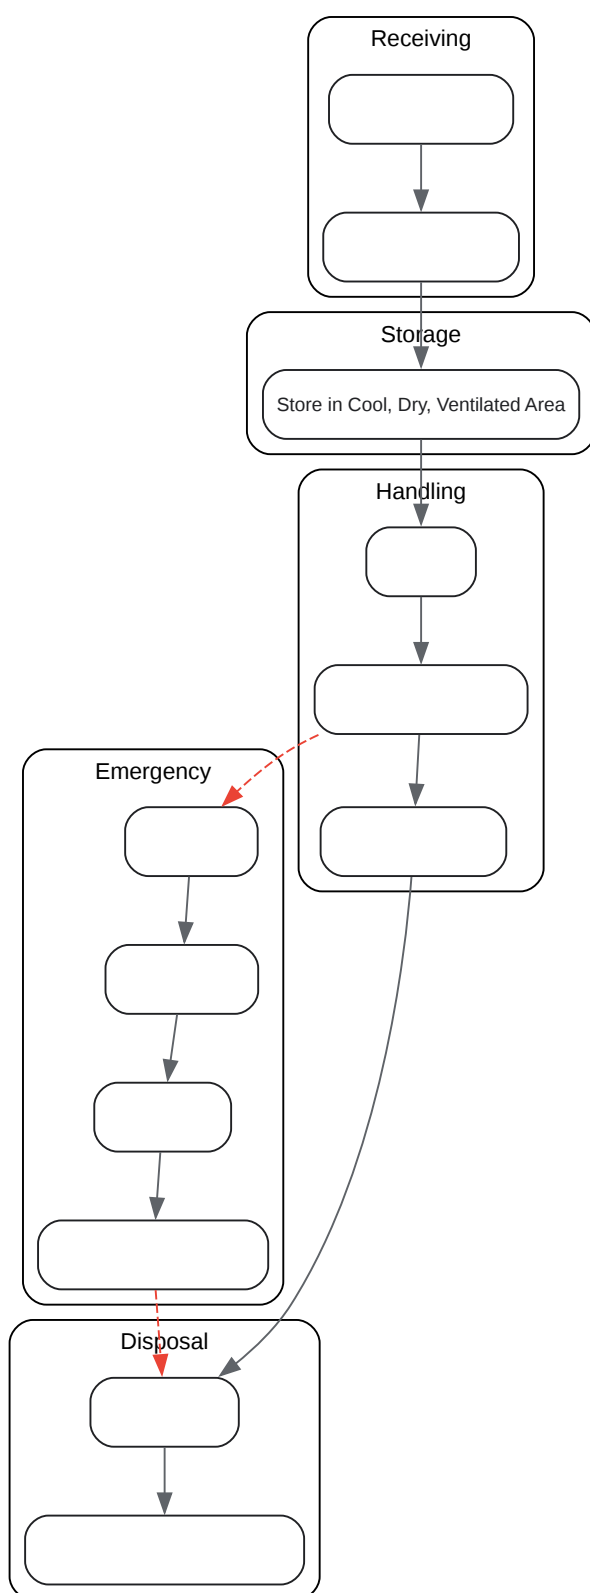 Receiving
Storage
Store in Cool, Dry, Ventilated Area
Handling
Emergency
Disposal